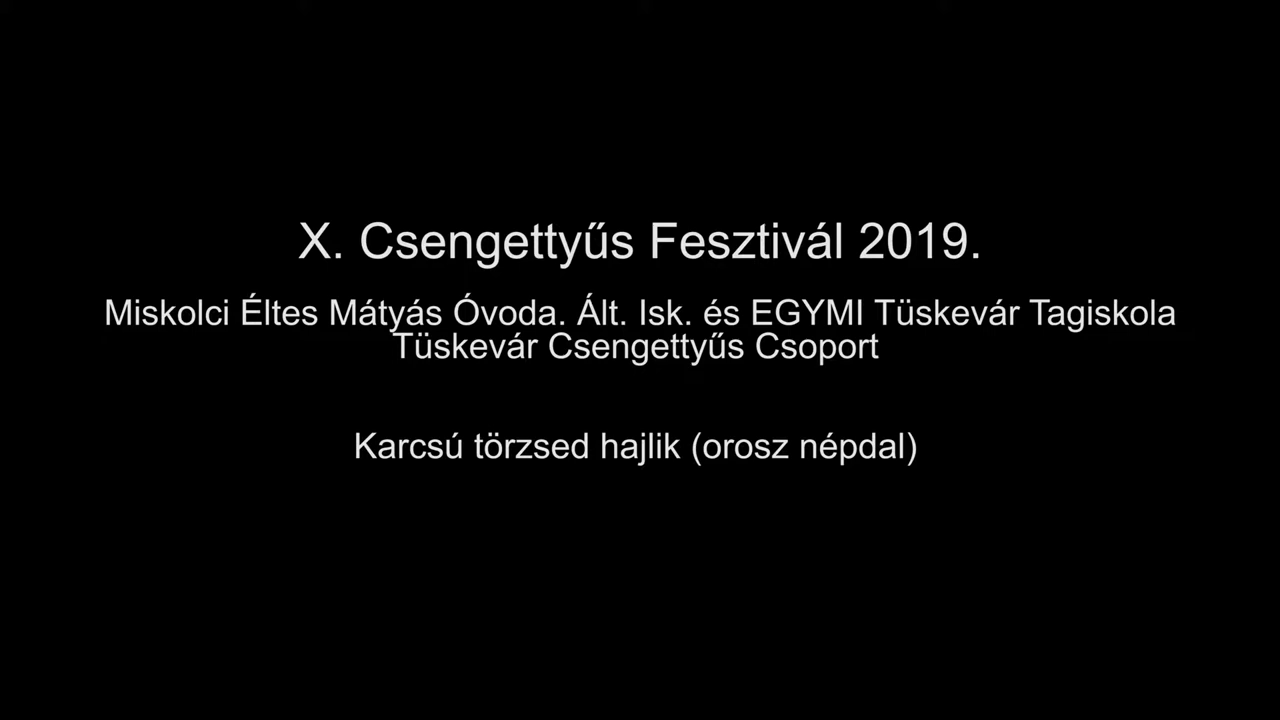 X. Csengettyűs Fesztivál 2019.
Miskolci Éltes Mátyás Óvoda. Ált. Isk. és EGYMI Tüskevár Tagiskola
Tüskevár Csengettyűs Csoport
Karcsú törzsed hajlik (orosz népdal)